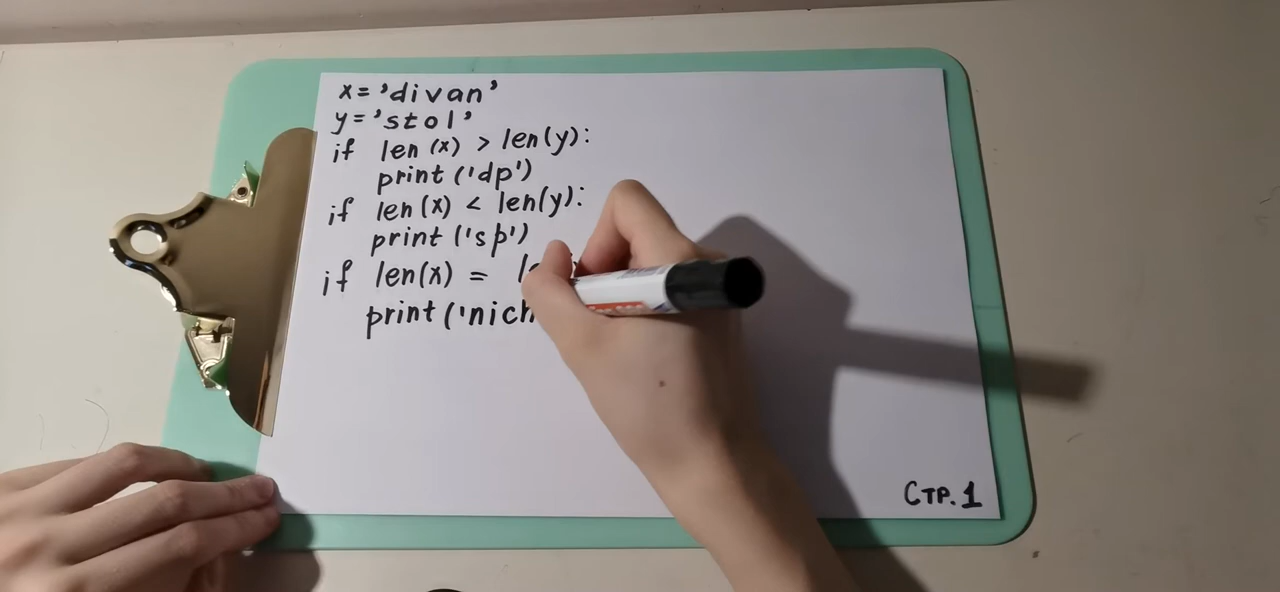 x = 'divan'
y = 'stol'
if len (x) > len(y):
print ('dp')
if len(x) < len(y):
print ('sp')
if len(x) =
print ('nich
Стр. 1